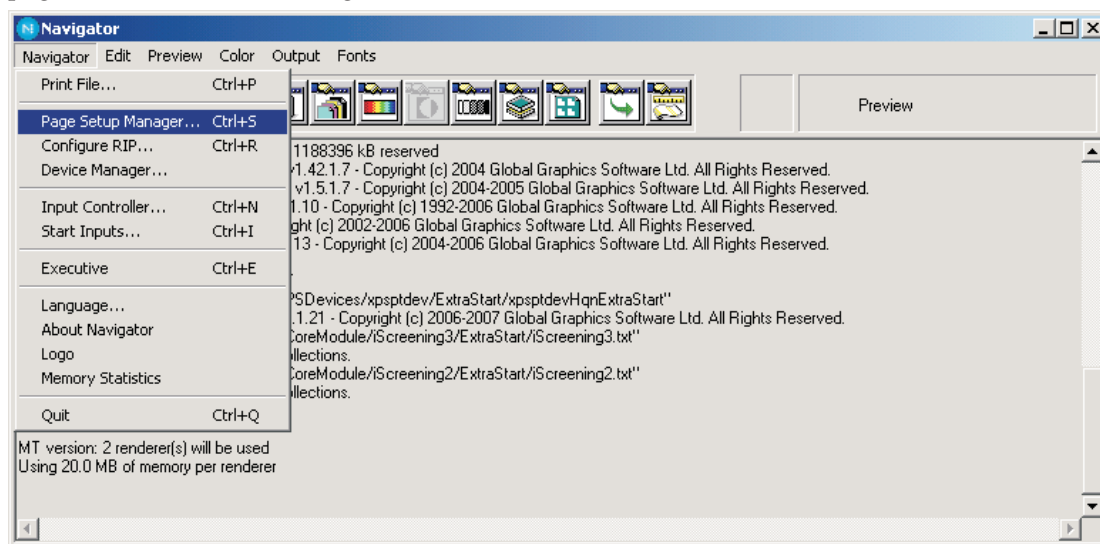 Navigator
Navigator Edit Preview Color Output Fonts
Print File... Ctrl+P
Page Setup Manager... Ctrl+S
Configure RIP... Ctrl+R
Device Manager...
Input Controller... Ctrl+N
Start Inputs... Ctrl+I
Executive Ctrl+E
Language...
About Navigator
Logo
Memory Statistics
Quit Ctrl+Q
Preview
1188396 kB reserved
v1.42.1.7 - Copyright (c) 2004 Global Graphics Software Ltd. All Rights Reserved.
v1.5.1.7 - Copyright (c) 2004-2005 Global Graphics Software Ltd. All Rights Reserved.
1.10 - Copyright (c) 1992-2006 Global Graphics Software Ltd. All Rights Reserved.
ght (c) 2002-2006 Global Graphics Software Ltd. All Rights Reserved.
13 - Copyright (c) 2004-2006 Global Graphics Software Ltd. All Rights Reserved.
PSDevices/xpsptdev/ExtraStart/xpsptdevHqnExtraStart"
.1.21 - Copyright (c) 2006-2007 Global Graphics Software Ltd. All Rights Reserved.
CoreModule/iScreening3/ExtraStart/iScreening3.txt"
llections.
CoreModule/iScreening2/ExtraStart/iScreening2.txt"
llections.
MT version: 2 renderer(s) will be used
Using 20.0 MB of memory per renderer